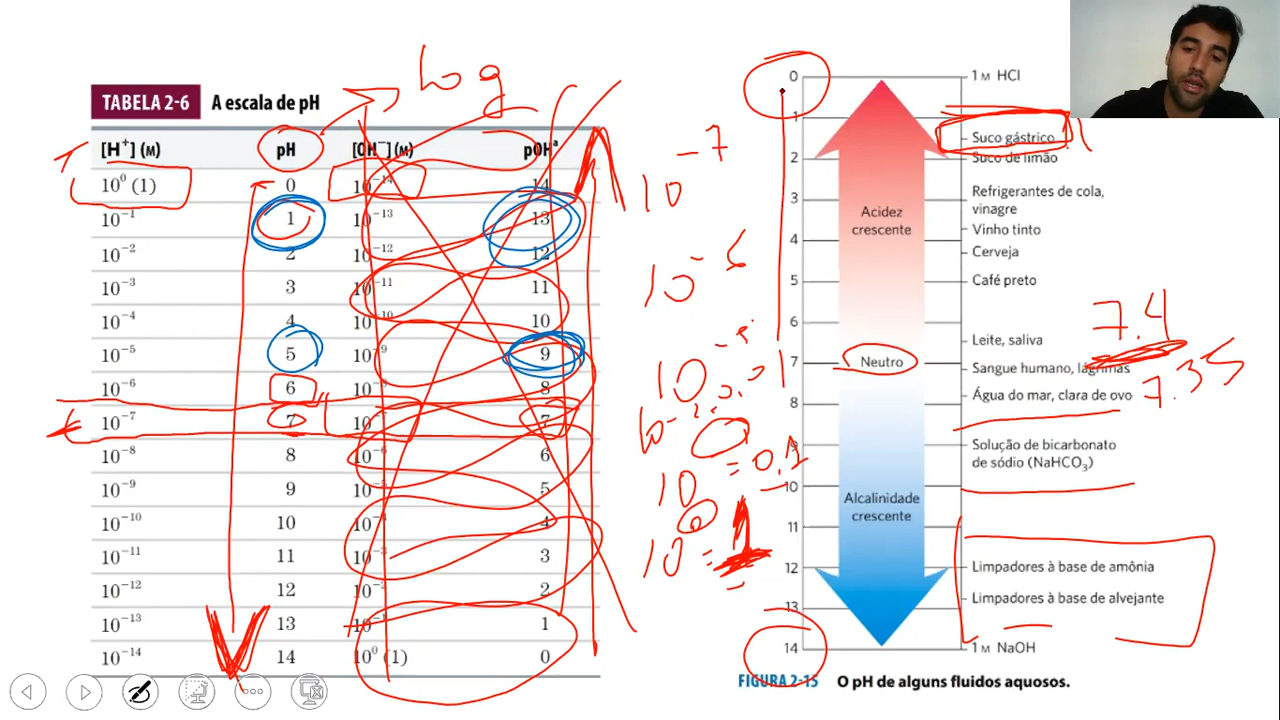 log
TABELA 2-6 A escala de pH
[H⁺] (M) pH [OH⁻] (M) pOHᵃ
10⁰ (1) 0 10⁻¹⁴ 14
10⁻¹ 1 10⁻¹³ 13
10⁻² 2 10⁻¹² 12
10⁻³ 3 10⁻¹¹ 11
10⁻⁴ 4 10⁻¹⁰ 10
10⁻⁵ 5 10⁻⁹ 9
10⁻⁶ 6 10⁻⁸ 8
10⁻⁷ 7 10⁻⁷ 7
10⁻⁸ 8 10⁻⁶ 6
10⁻⁹ 9 5
10⁻¹⁰ 10 10⁻⁴ 4
10⁻¹¹ 11 10⁻³ 3
10⁻¹² 12 2
10⁻¹³ 13 10⁻¹ 1
10⁻¹⁴ 14 10⁰ (1) 0
10⁻⁷
10⁻⁶
10⁻⁵
= 0,1
10⁰ = 1
0 1 M HCl
1
Suco gástrico
2 Suco de limão
3 Refrigerantes de cola,
vinagre
Acidez
crescente
4 Vinho tinto
Cerveja
5 Café preto
6
Leite, saliva
7.4
7 Neutro Sangue humano, lágrimas
7.35
8 Água do mar, clara de ovo
9 Solução de bicarbonato
de sódio (NaHCO₃)
10
Alcalinidade
crescente
11
12 Limpadores à base de amônia
13 Limpadores à base de alvejante
14 1 M NaOH
FIGURA 2-15 O pH de alguns fluidos aquosos.